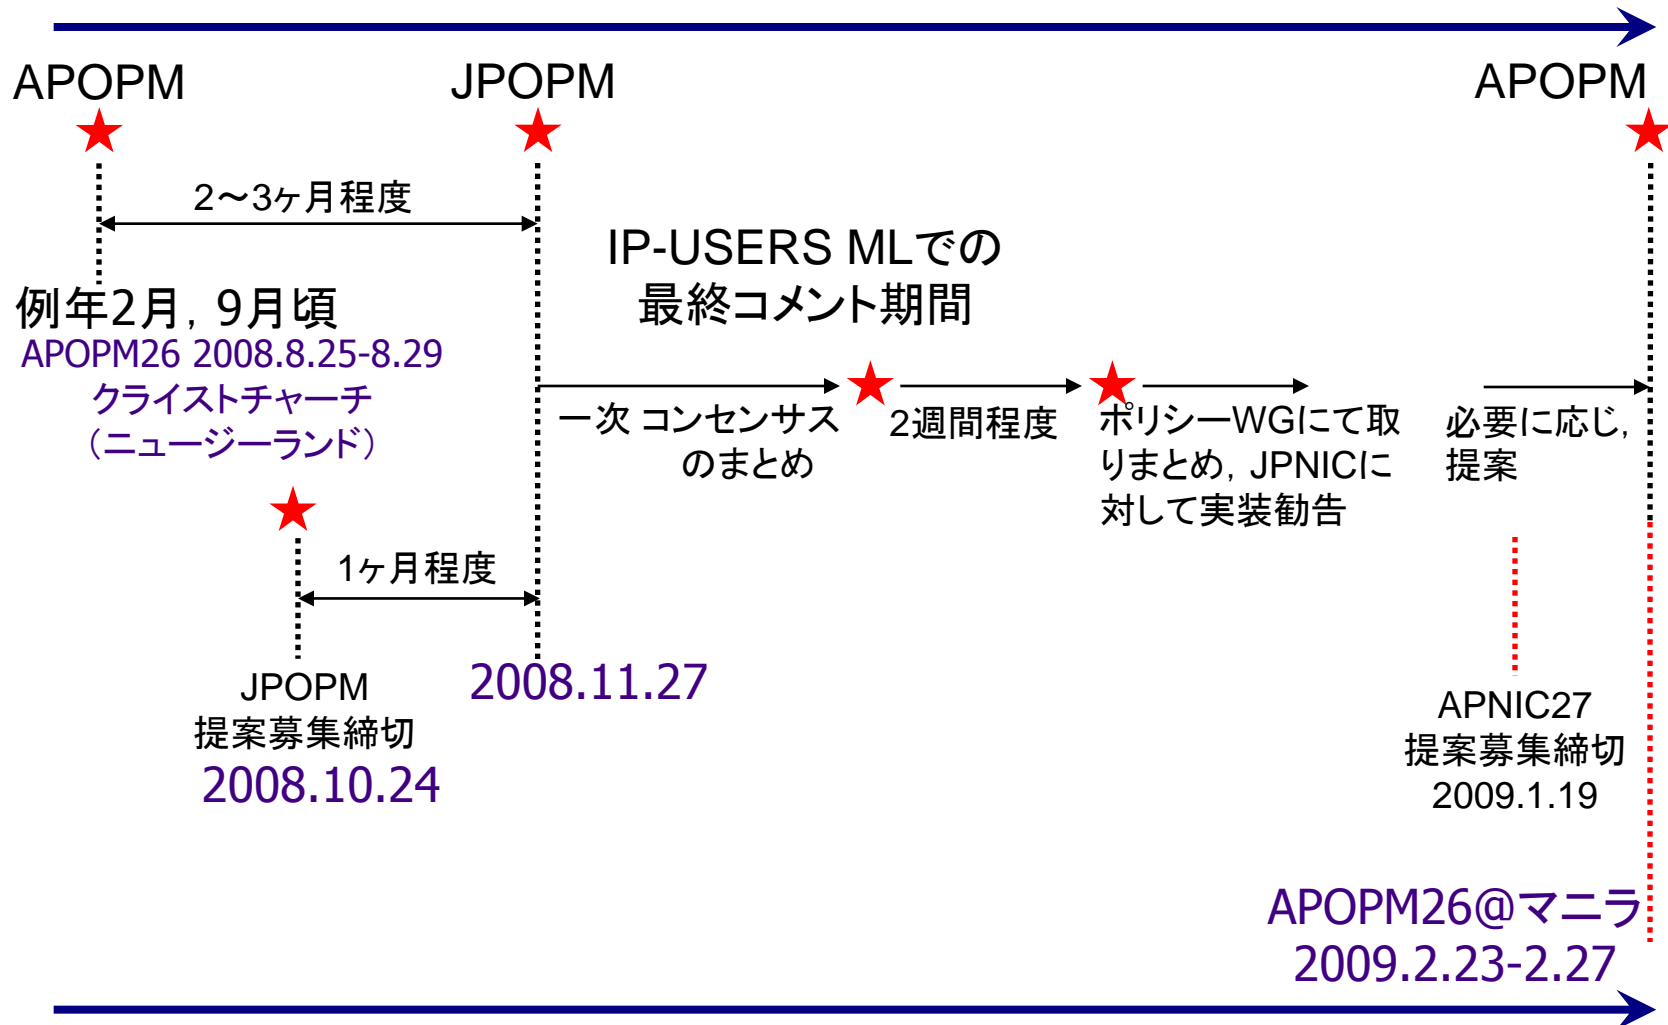 APOPM
JPOPM
APOPM
2～3ヶ月程度
IP-USERS MLでの
最終コメント期間
例年2月, 9月頃
APOPM26 2008.8.25-8.29
クライストチャーチ
（ニュージーランド）
一次 コンセンサス
のまとめ
2週間程度
ポリシーWGにて取
りまとめ, JPNICに
対して実装勧告
必要に応じ,
提案
1ヶ月程度
JPOPM
提案募集締切
2008.10.24
2008.11.27
APNIC27
提案募集締切
2009.1.19
APOPM26@マニラ
2009.2.23-2.27